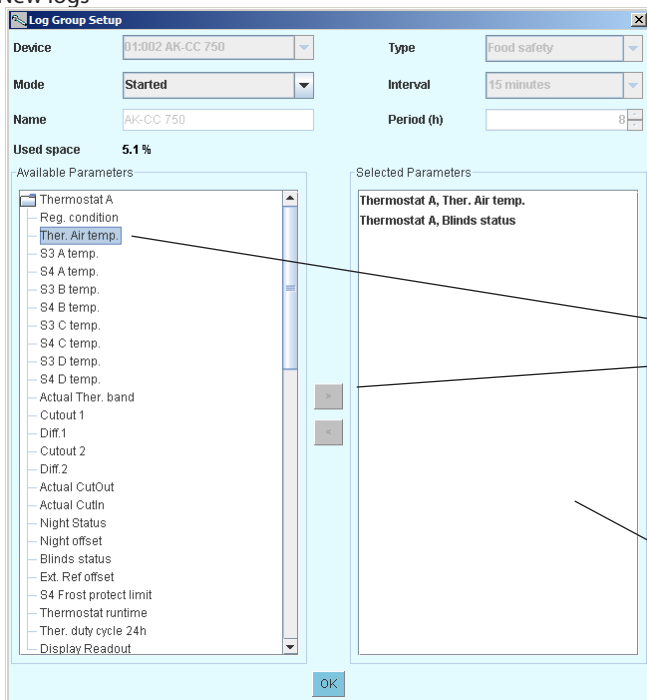 New logs
Log Group Setup
Device 01:002 AK-CC 750 Type Food safety
Mode Started Interval 15 minutes
Name AK-CC 750 Period (h) 8
Used space 5.1 %
Available Parameters Selected Parameters
Thermostat A
Reg. condition
Ther. Air temp.
S3 A temp.
S4 A temp.
S3 B temp.
S4 B temp.
S3 C temp.
S4 C temp.
S3 D temp.
S4 D temp.
Actual Ther. band
Cutout 1
Diff.1
Cutout 2
Diff.2
Actual CutOut
Actual CutIn
Night Status
Night offset
Blinds status
Ext. Ref offset
S4 Frost protect limit
Thermostat runtime
Ther. duty cycle 24h
Display Readout
Thermostat A, Ther. Air temp.
Thermostat A, Blinds status
>
<
OK